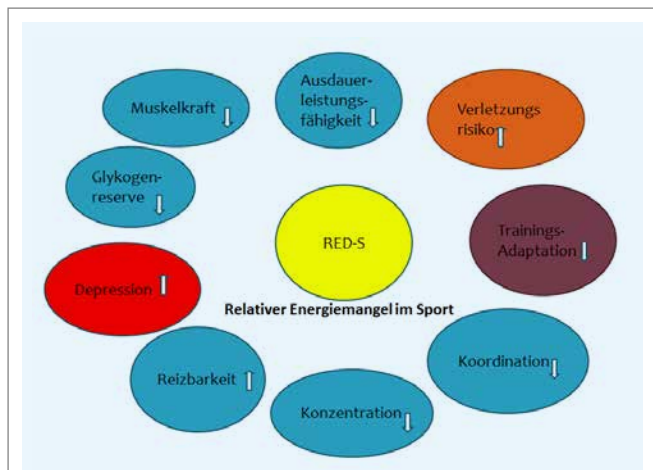 Ausdauer-
leistungs-
fähigkeit
Muskelkraft
Verletzungs
risiko
Glykogen-
reserve
RED-S
Trainings-
Adaptation
Depression
Relativer Energiemangel im Sport
Koordination
Reizbarkeit
Konzentration